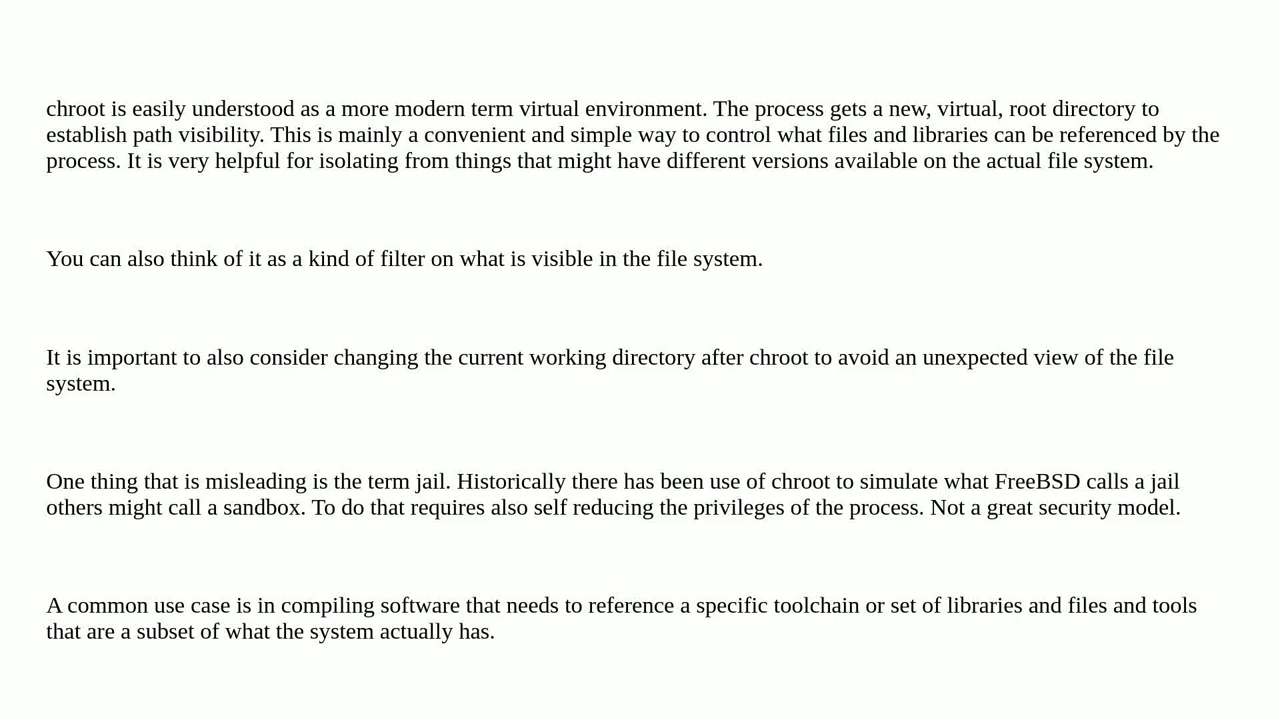 chroot is easily understood as a more modern term virtual environment. The process gets a new, virtual, root directory to
establish path visibility. This is mainly a convenient and simple way to control what files and libraries can be referenced by the
process. It is very helpful for isolating from things that might have different versions available on the actual file system.
You can also think of it as a kind of filter on what is visible in the file system.
It is important to also consider changing the current working directory after chroot to avoid an unexpected view of the file
system.
One thing that is misleading is the term jail. Historically there has been use of chroot to simulate what FreeBSD calls a jail
others might call a sandbox. To do that requires also self reducing the privileges of the process. Not a great security model.
A common use case is in compiling software that needs to reference a specific toolchain or set of libraries and files and tools
that are a subset of what the system actually has.